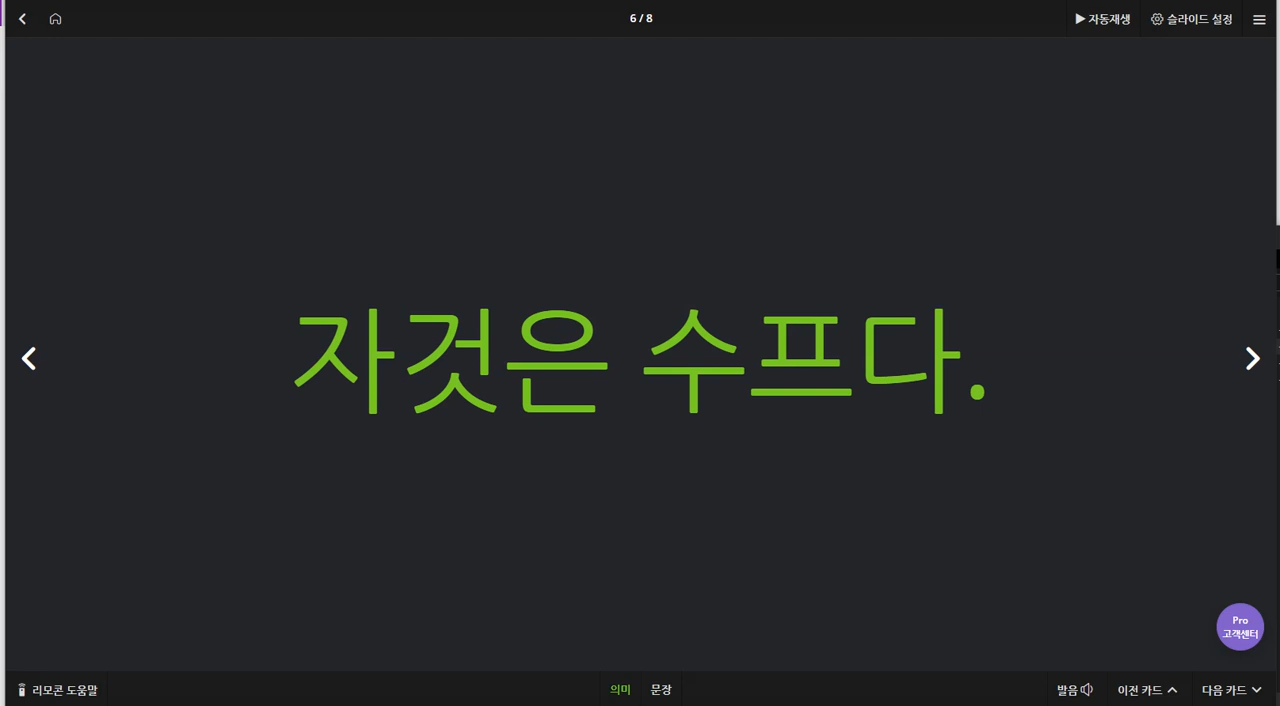 6 / 8
자동재생
슬라이드 설정
자것은 수프다.
Pro
고객센터
리모콘 도움말
의미
문장
발음
이전 카드
다음 카드